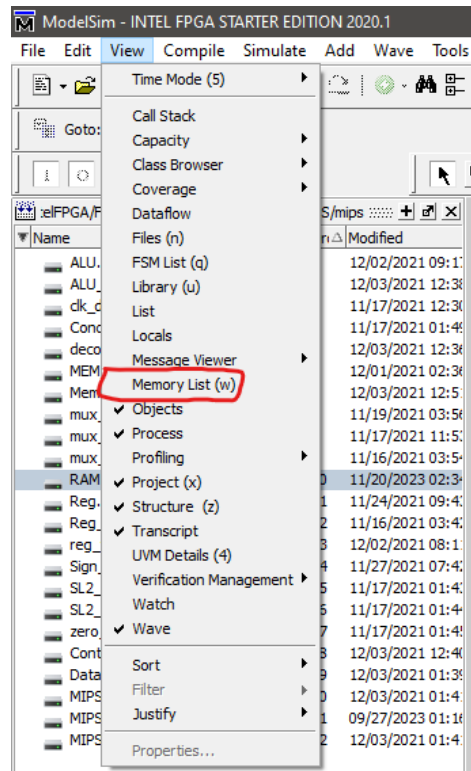 ModelSim - INTEL FPGA STARTER EDITION 2020.1
File Edit View Compile Simulate Add Wave Tools
Time Mode (5)
Goto:
Call Stack
Capacity
Class Browser
Coverage
S/mips
Dataflow
Name Files (n) Modified
ALU. FSM List (q) 12/02/2021 09:1
ALU_ Library (u) 12/03/2021 12:38
clk_d List 11/17/2021 12:30
Conc Locals 11/17/2021 01:49
deco Message Viewer 12/03/2021 12:36
MEM Memory List (w) 12/01/2021 02:36
Mem Objects 12/03/2021 12:5
mux_ Process 11/19/2021 03:56
mux_ Profiling 11/17/2021 11:5
mux_ Project (x) 11/16/2021 03:5
RAM Structure (z) 11/20/2023 02:3
Reg. Transcript 11/24/2021 09:4
Reg_ UVM Details (4) 11/16/2021 03:4
reg_ Verification Management 12/02/2021 08:1
Sign_ Watch 11/27/2021 07:4
SL2_ Wave 11/17/2021 01:4
SL2_ Sort 11/17/2021 01:4
zero_ Filter 11/17/2021 01:4
Cont Justify 12/03/2021 12:40
Data Properties... 12/03/2021 01:39
MIPS 12/03/2021 01:4
MIPS 09/27/2023 01:16
MIPS 12/03/2021 01:4